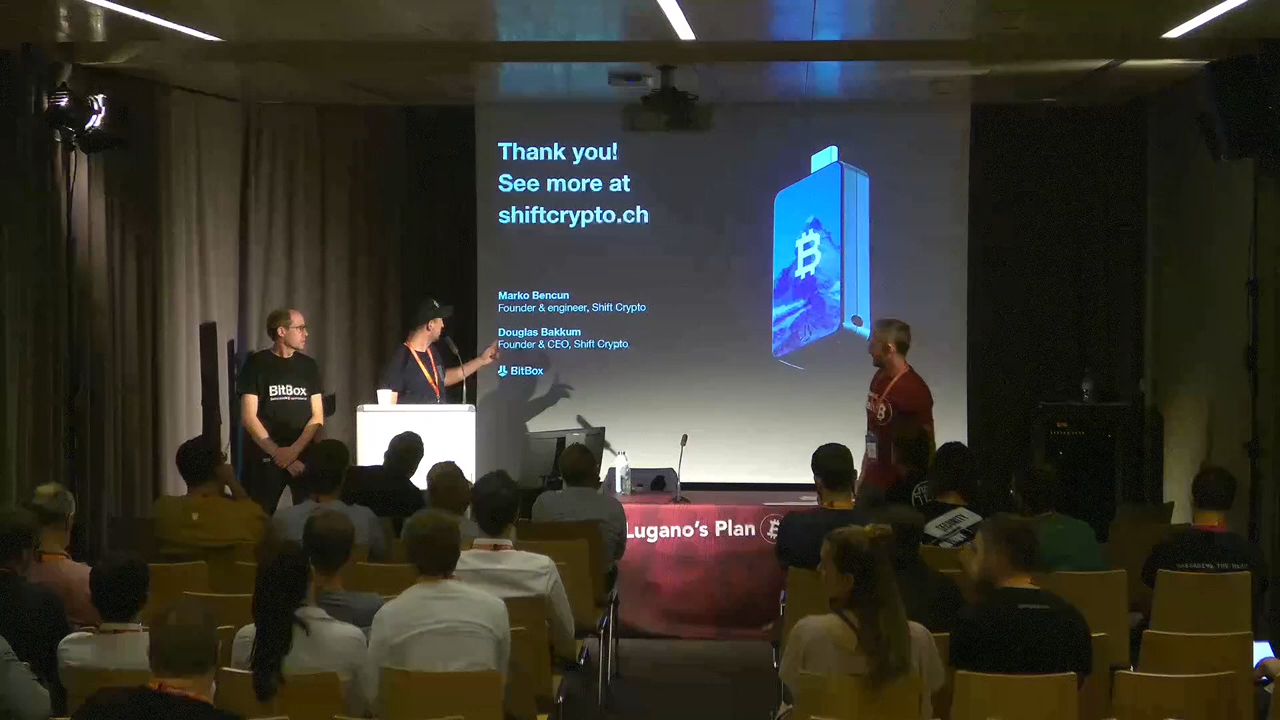 Thank you!
See more at
shiftcrypto.ch
Marko Bencun
Founder & engineer, Shift Crypto
Douglas Bakkum
Founder & CEO, Shift Crypto
BitBox
BitBox
Lugano's Plan ₿
SECURITY